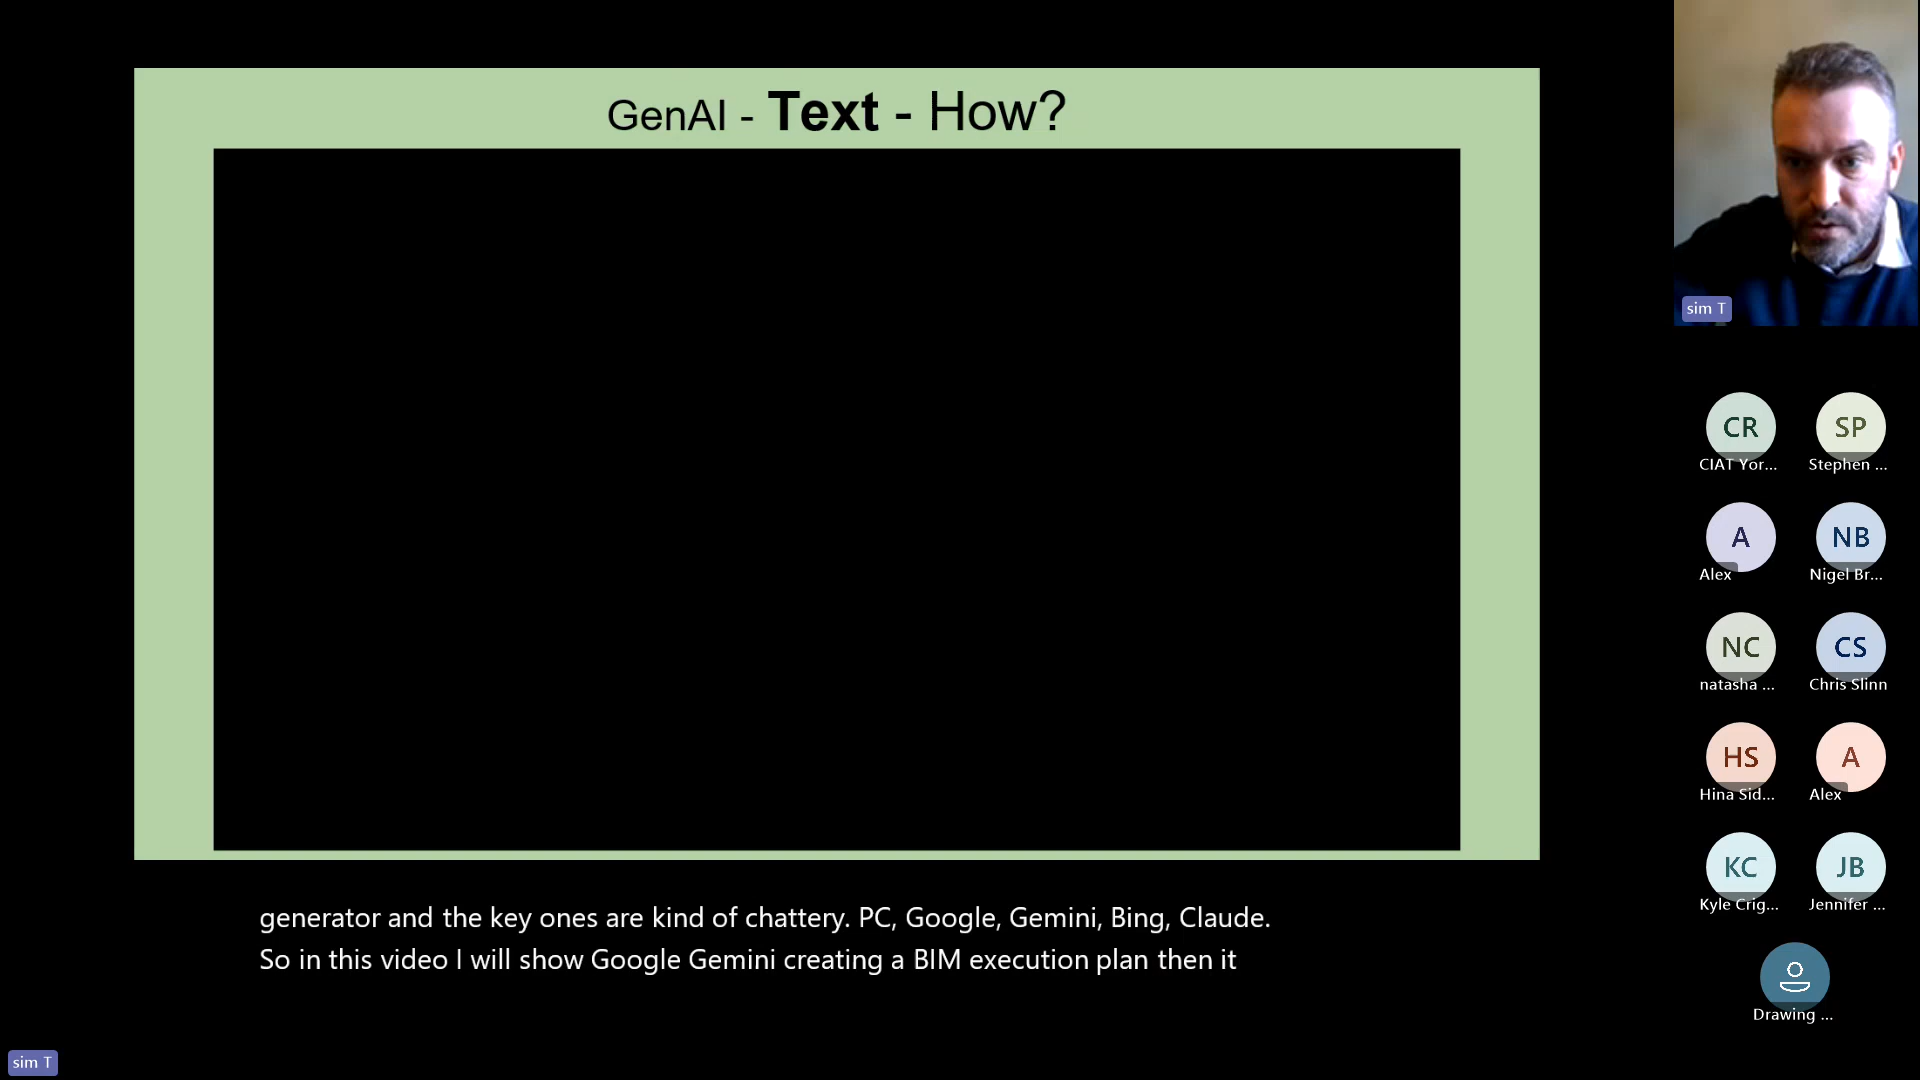 GenAI - Text - How?
generator and the key ones are kind of chattery. PC, Google, Gemini, Bing, Claude.
So in this video I will show Google Gemini creating a BIM execution plan then it
sim T
sim T
CR
CIAT Yor...
SP
Stephen ...
A
Alex
NB
Nigel Br...
NC
natasha ...
CS
Chris Slinn
HS
Hina Sid...
A
Alex
KC
Kyle Crig...
JB
Jennifer ...
Drawing ...